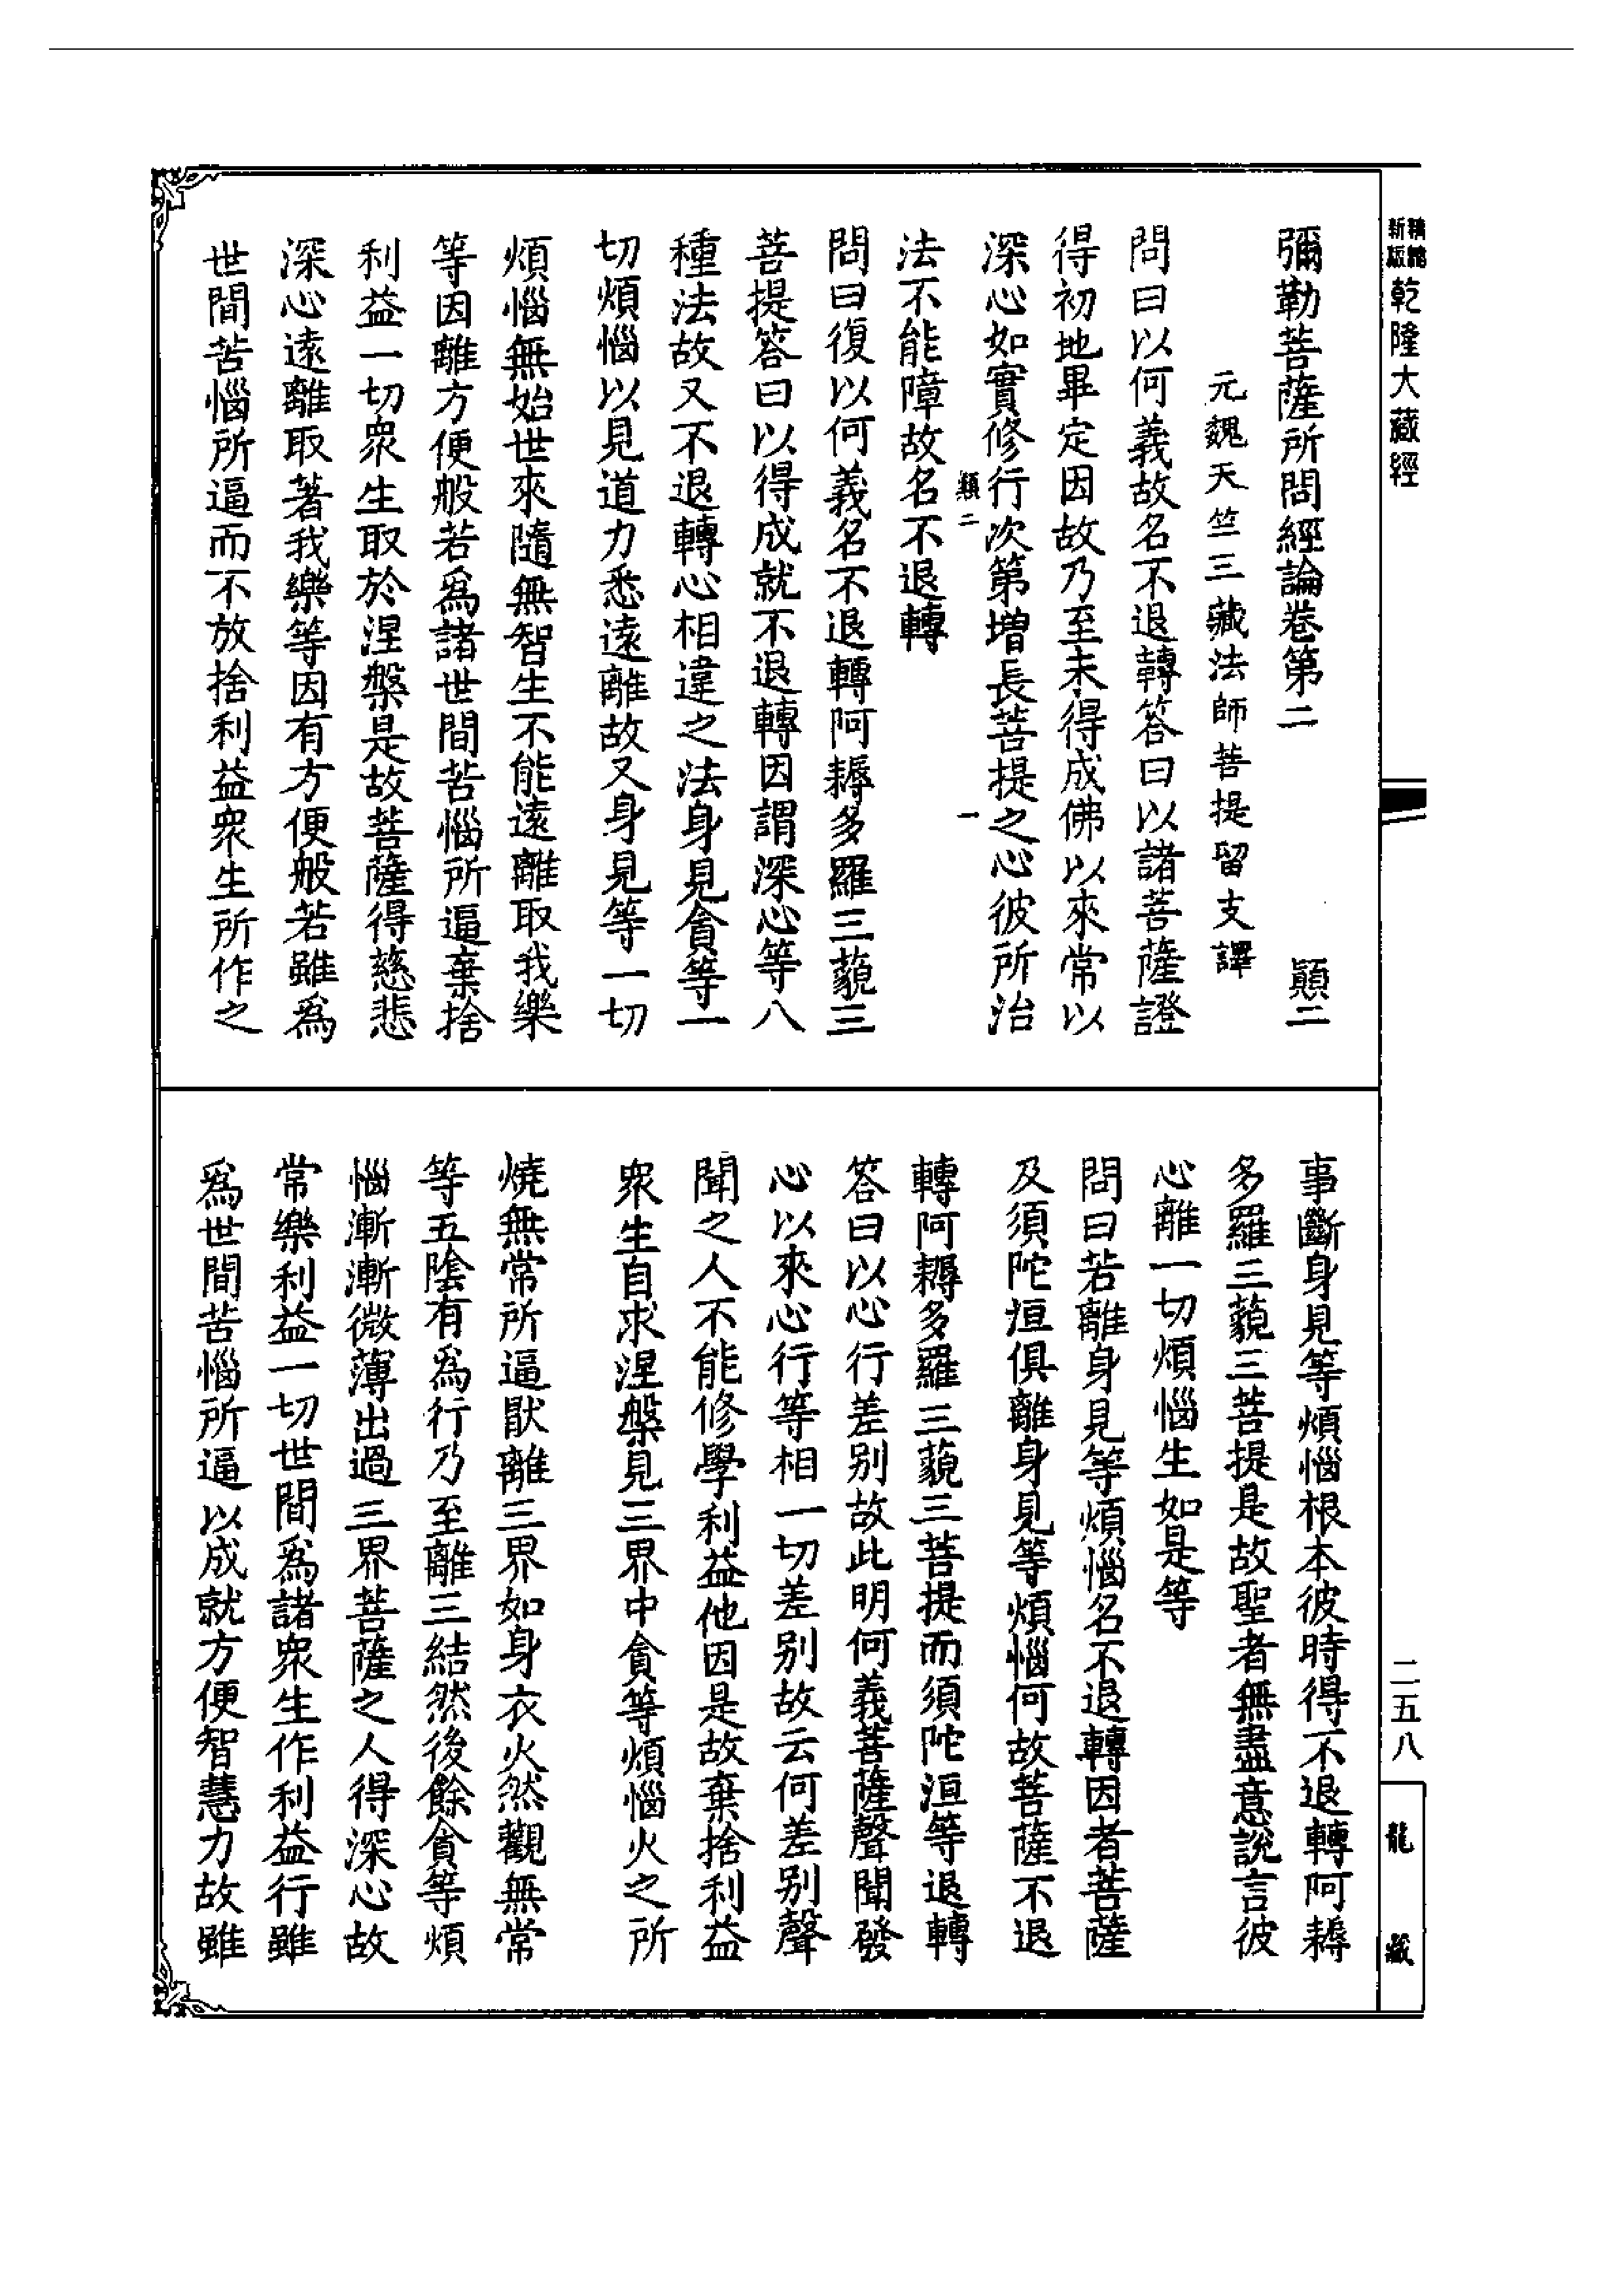 新版
精縮
乾隆大藏經
彌勒菩薩所問經論卷第二 顯二
元魏天竺三藏法師菩提留支譯
問曰以何義故名不退轉答曰以諸菩薩證
得初地畢定因故乃至未得成佛以來常以
深心如實修行次第增長菩提之心彼所治
顯二 一
法不能障故名不退轉
問曰復以何義名不退轉阿耨多羅三藐三
菩提答曰以得成就不退轉因謂深心等八
種法故又不退轉心相違之法身見貪等一
切煩惱以見道力悉遠離故又身見等一切
煩惱無始世來隨無智生不能遠離取我樂
等因離方便般若爲諸世間苦惱所逼棄捨
利益一切衆生取於涅槃是故菩薩得慈悲
深心遠離取著我樂等因有方便般若雖爲
世間苦惱所逼而不放捨利益衆生所作之
事斷身見等煩惱根本彼時得不退轉阿耨
多羅三藐三菩提是故聖者無盡意說言彼
心離一切煩惱生如是等
問曰若離身見等煩惱名不退轉因者菩薩
及須陀洹俱離身見等煩惱何故菩薩不退
轉阿耨多羅三藐三菩提而須陀洹等退轉
答曰以心行差别故此明何義菩薩聲聞發
心以來心行等相一切差别故云何差别聲
聞之人不能修學利益他因是故棄捨利益
衆生自求涅槃見三界中貪等煩惱火之所
燒無常所逼厭離三界如身衣火然觀無常
等五陰有爲行乃至離三結然後餘貪等煩
惱漸漸微薄出過三界菩薩之人得深心故
常樂利益一切世間爲諸衆生作利益行雖
爲世間苦惱所逼以成就方便智慧力故雖
二五八
龍藏